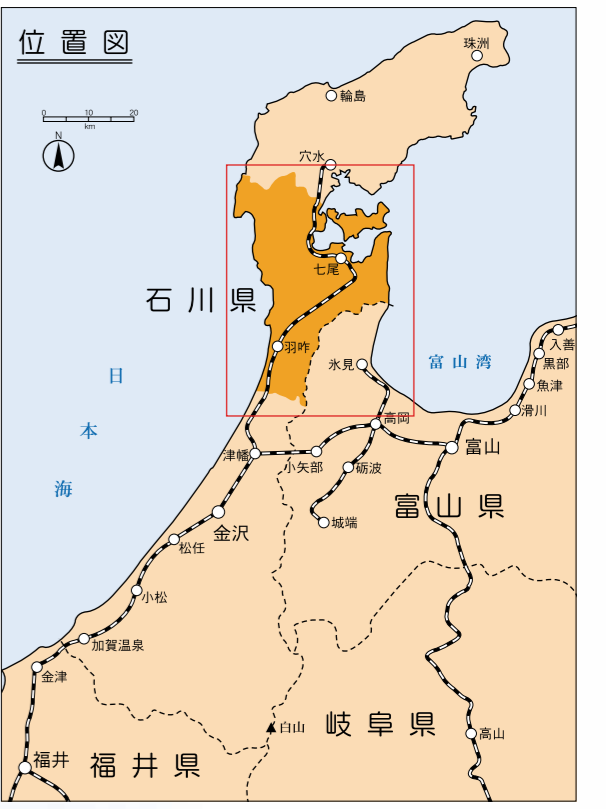 位置図
0 10 20
km
N
珠洲
輪島
穴水
七尾
石川県
羽咋
氷見
富山湾
入善
黒部
魚津
滑川
日本海
高岡
津幡
小矢部
砺波
富山
城端
富山県
金沢
松任
小松
加賀温泉
金津
白山
岐阜県
高山
福井
福井県